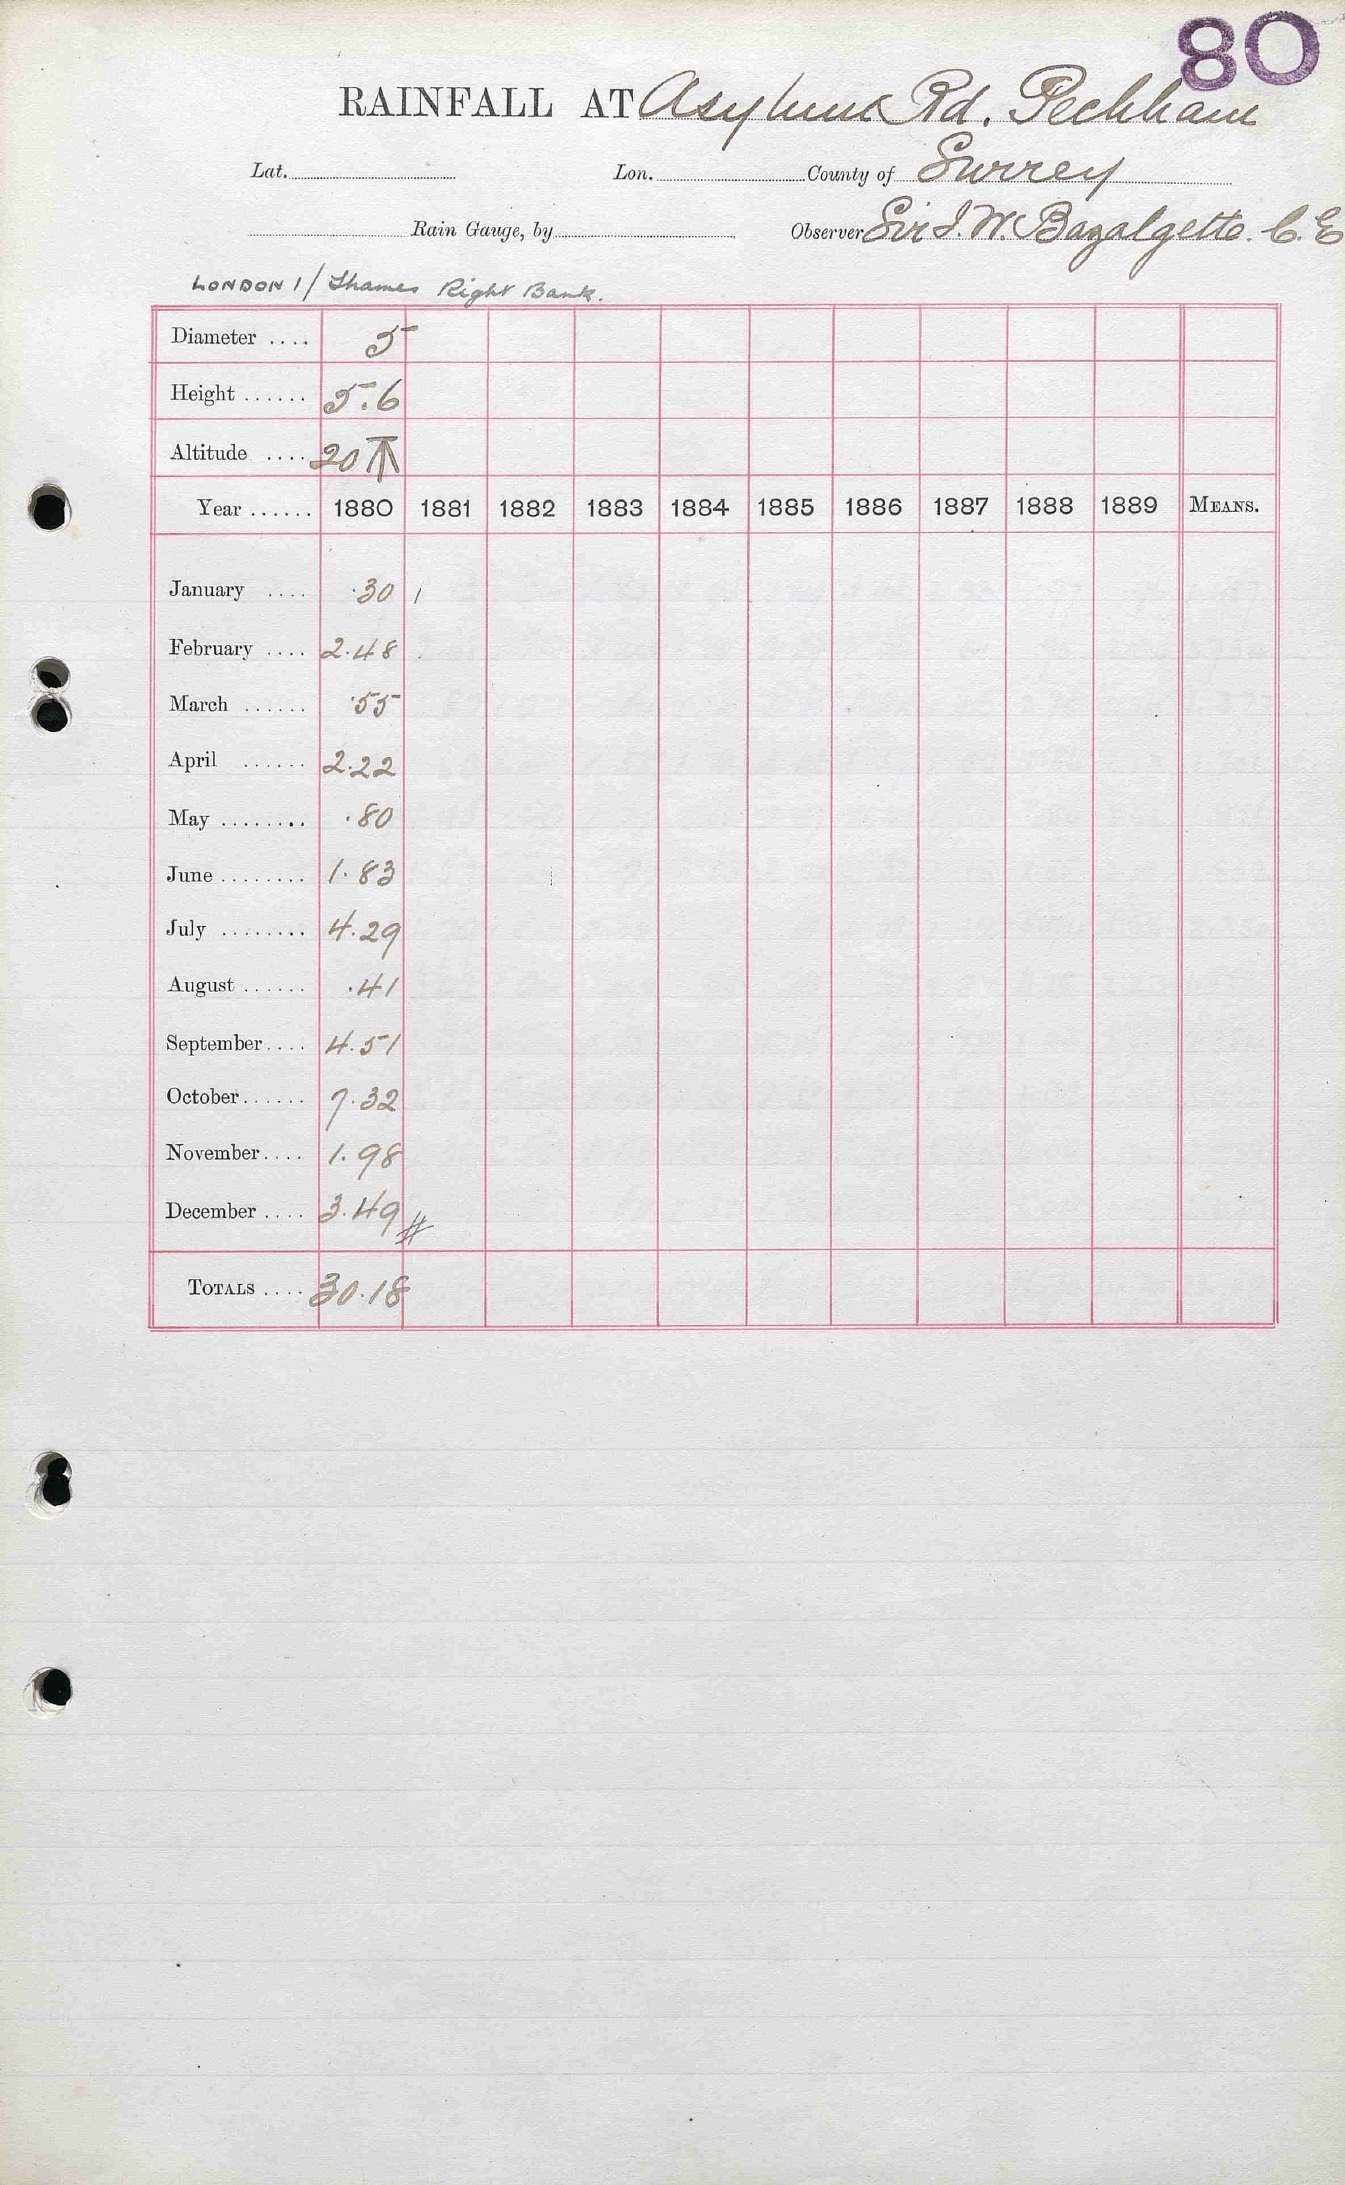 80
RAINFALL AT Asylum Rd. Peckham
Lat. Lon. County of Surrey
Rain Gauge, by Observer Sir J. W. Bazalgette. C.E
LONDON 1/ Thames Right Bank.
Diameter .... 5
Height ...... 5.6
Altitude .... 20
Year ...... 1880 1881 1882 1883 1884 1885 1886 1887 1888 1889 MEANS.
January .... .30
February .... 2.48
March ...... .55
April ...... 2.22
May ........ .80
June ........ 1.83
July ........ 4.29
August ...... .41
September .... 4.51
October ...... 7.32
November .... 1.98
December .... 3.49
TOTALS .... 30.18